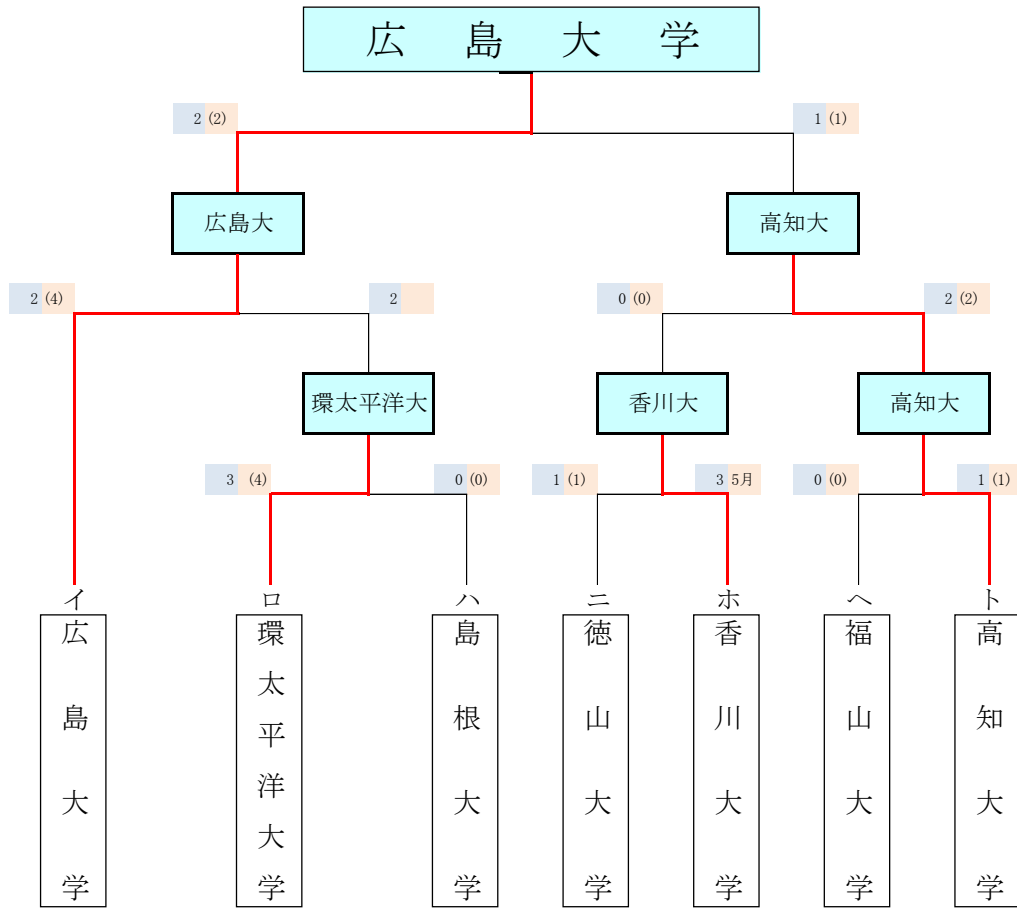 広島大学
2 (2)
1 (1)
広島大
高知大
2 (4)
2
0 (0)
2 (2)
環太平洋大
香川大
高知大
3 (4)
0 (0)
1 (1)
3 5月
0 (0)
1 (1)
イ
ロ
ハ
ニ
ホ
ヘ
ト
広島大学
環太平洋大学
島根大学
徳山大学
香川大学
福山大学
高知大学